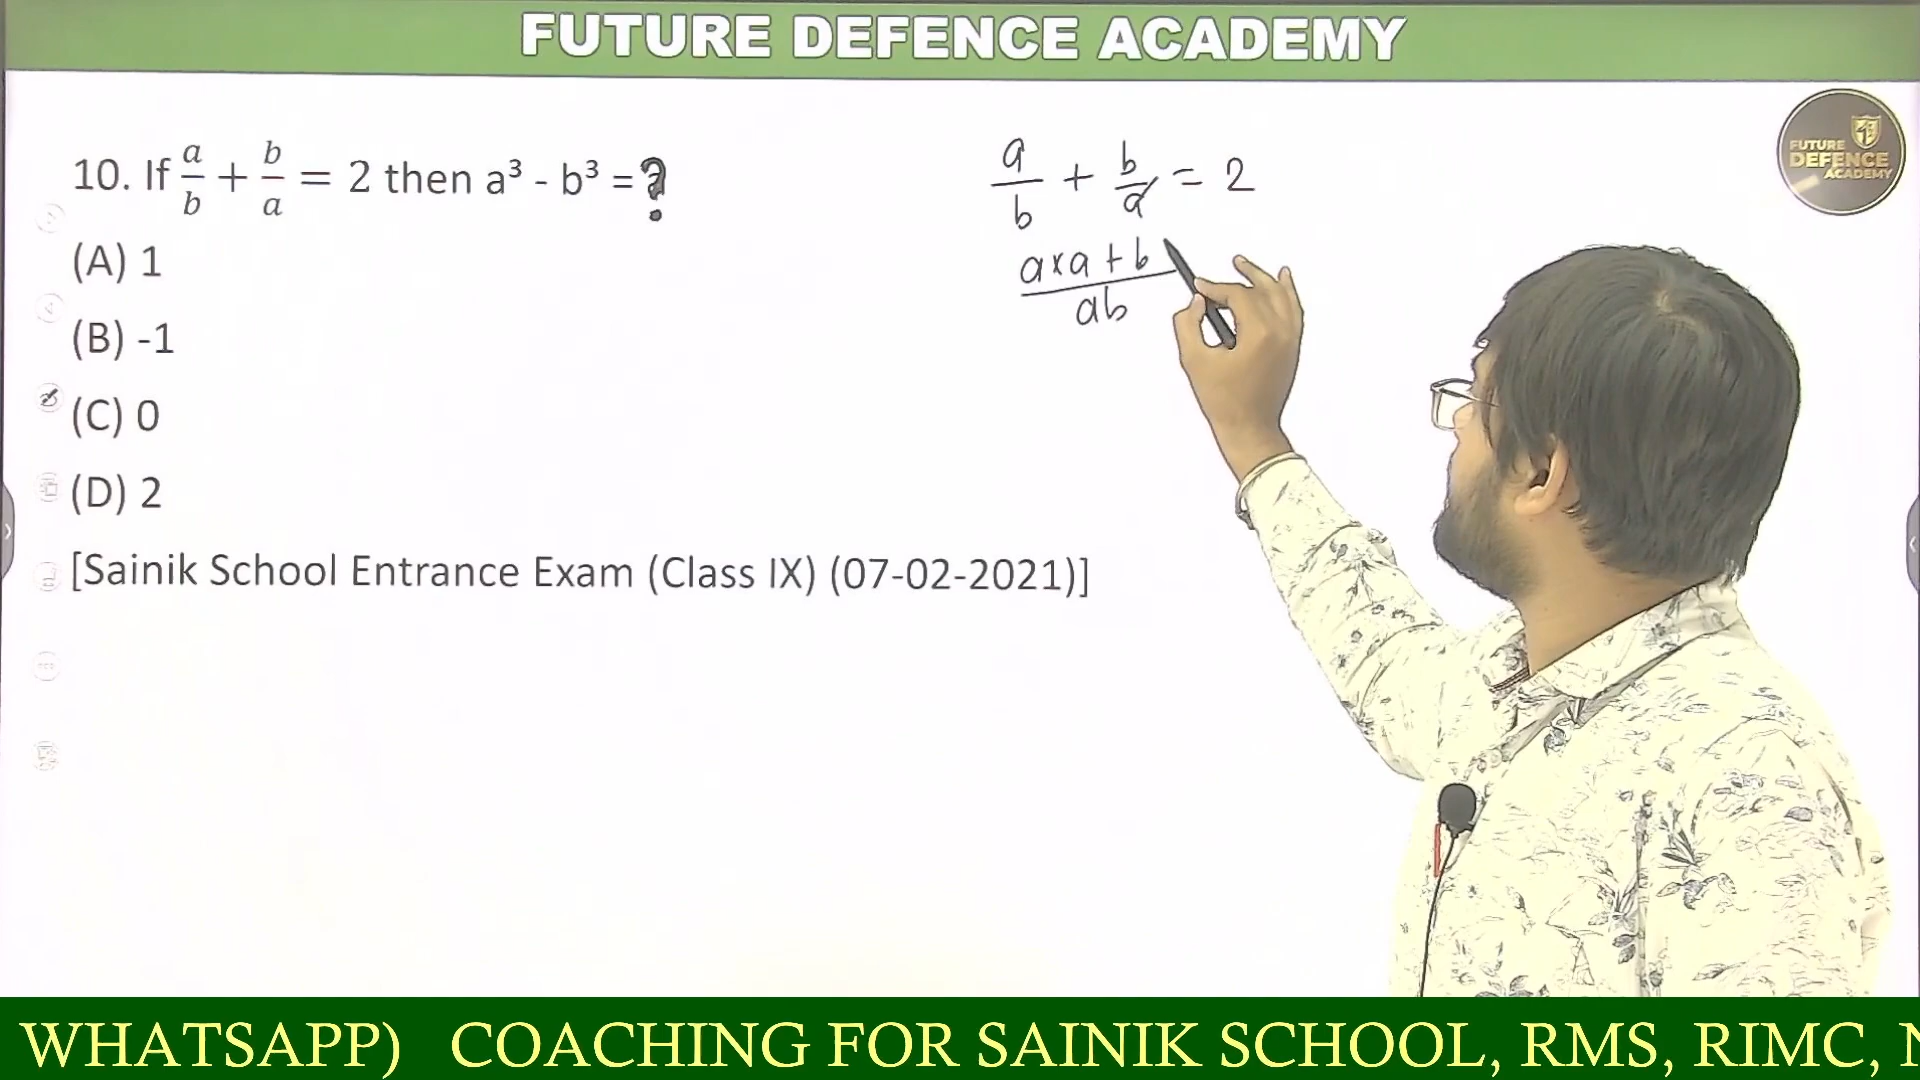 FUTURE DEFENCE ACADEMY
FUTURE
DEFENCE
ACADEMY
10. If a/b + b/a = 2 then a³ - b³ = ?
(A) 1
(B) -1
(C) 0
(D) 2
[Sainik School Entrance Exam (Class IX) (07-02-2021)]
a/b + b/a = 2
a×a + b
ab
WHATSAPP) COACHING FOR SAINIK SCHOOL, RMS, RIMC, N